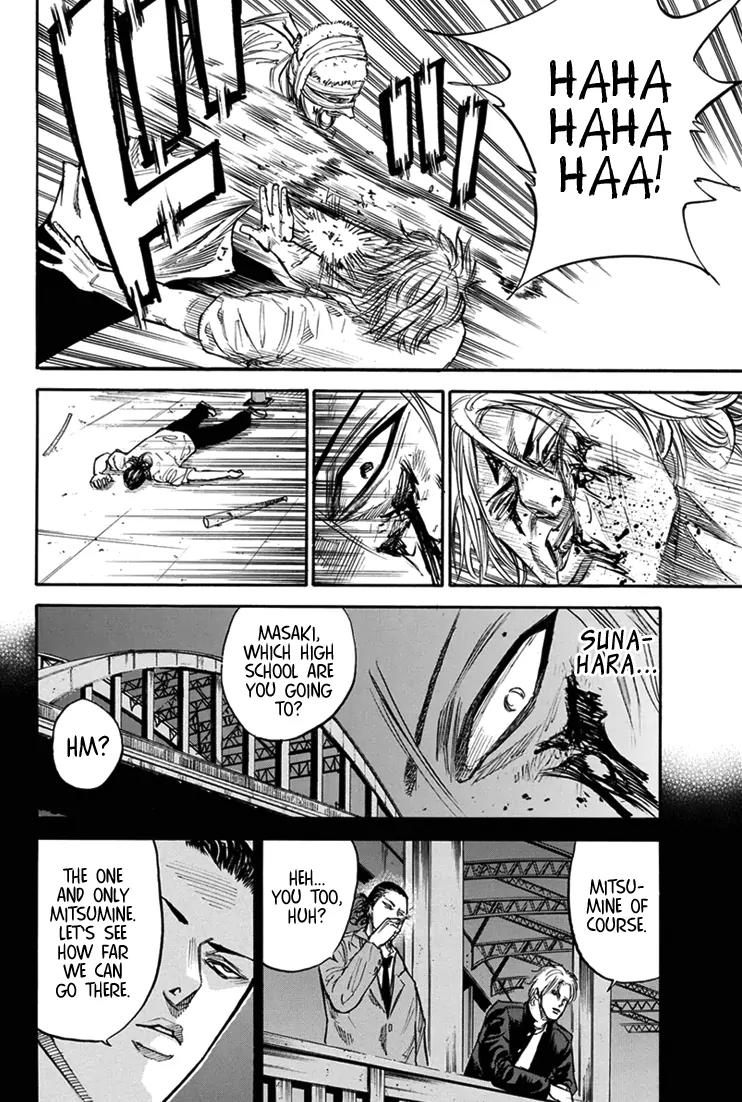 HAHA
HAHA
HAA!
SUNA-
HARA...
MASAKI,
WHICH HIGH
SCHOOL ARE
YOU GOING
TO?
HM?
MITSU-
MINE OF
COURSE.
HEH...
YOU TOO,
HUH?
THE ONE
AND ONLY
MITSUMINE.
LET'S SEE
HOW FAR
WE CAN
GO THERE.